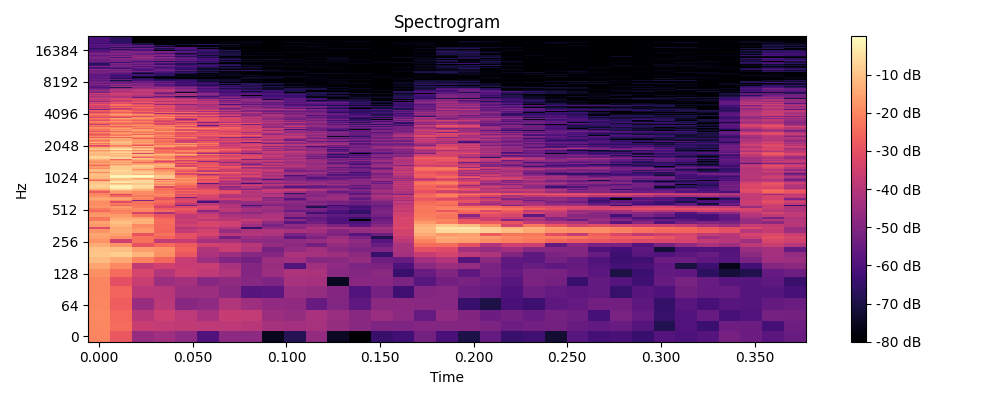 Spectrogram
16384
8192
4096
2048
1024
512
256
128
64
0
Hz
0.000 0.050 0.100 0.150 0.200 0.250 0.300 0.350
Time
-10 dB
-20 dB
-30 dB
-40 dB
-50 dB
-60 dB
-70 dB
-80 dB